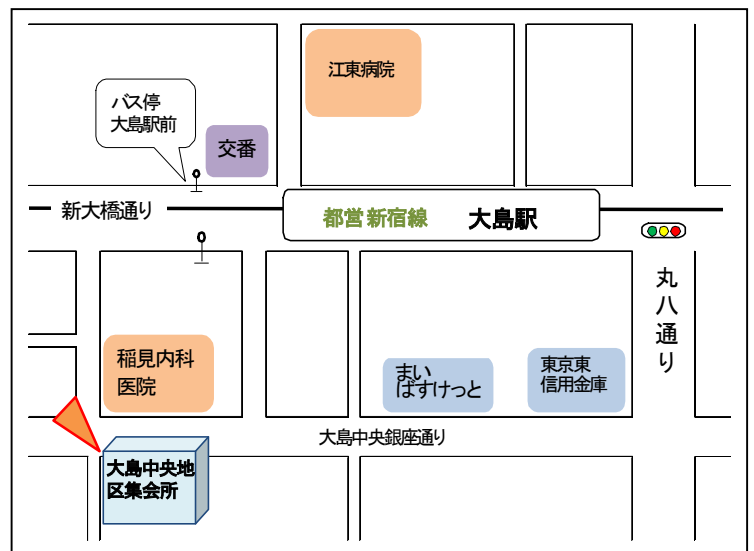 江東病院
バス停
大島駅前
交番
新大橋通り
都営新宿線 大島駅
丸八通り
稲見内科
医院
まい
ばすけっと
東京東
信用金庫
大島中央銀座通り
大島中央地
区集会所